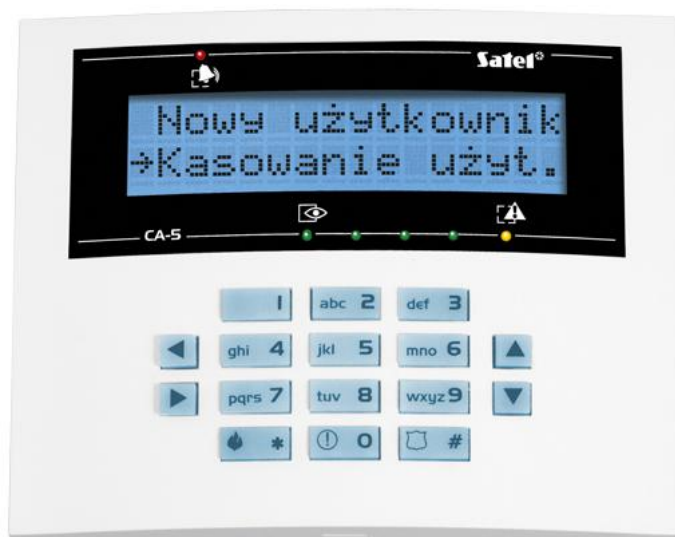 Satel
Nowy użytkownik
→Kasowanie użyt.
CA-5
1 abc 2 def 3
ghi 4 jkl 5 mno 6
pqrs 7 tuv 8 wxyz 9
* 0 #